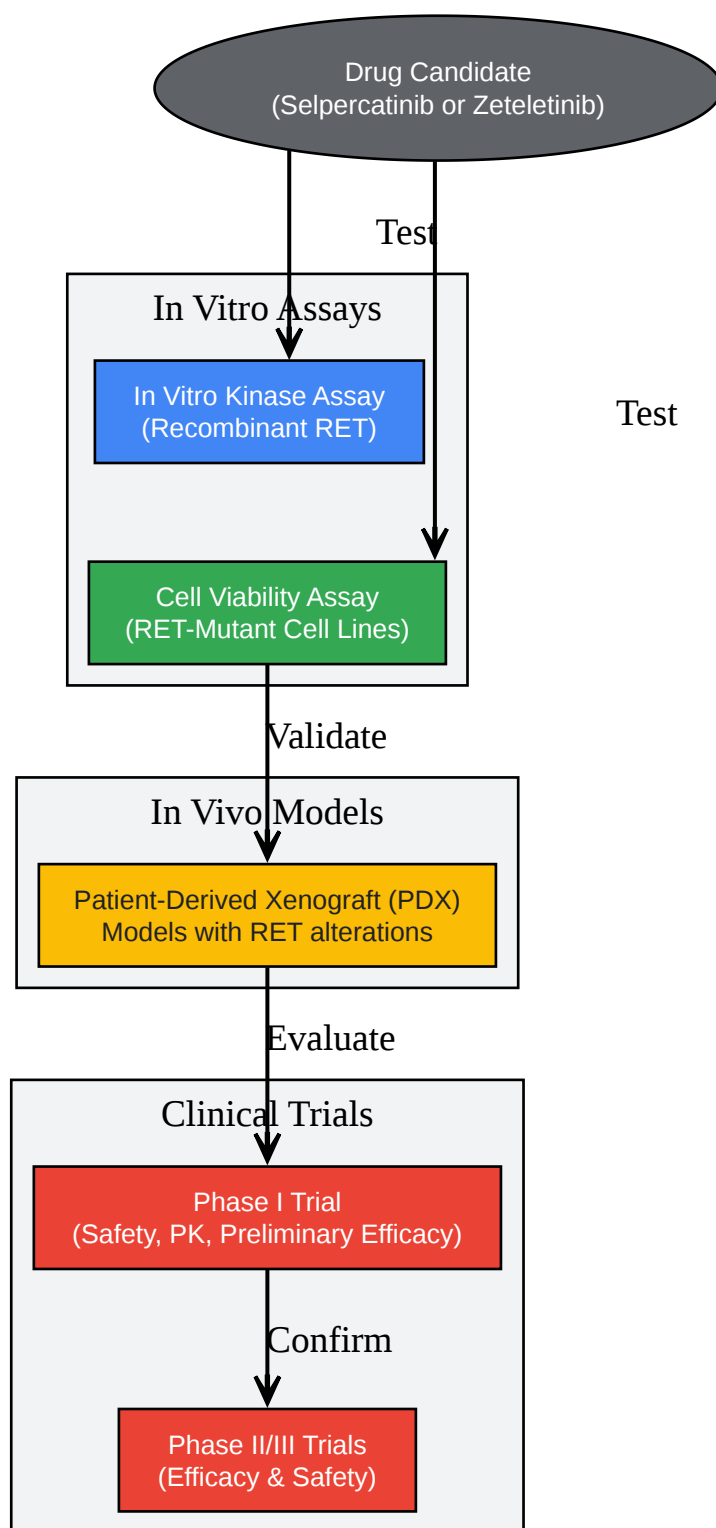 Drug Candidate
(Selpercatinib or Zeteletinib)
Test
In Vitro Assays
In Vitro Kinase Assay
(Recombinant RET)
Test
Cell Viability Assay
(RET-Mutant Cell Lines)
Validate
In Vivo Models
Patient-Derived Xenograft (PDX)
Models with RET alterations
Evaluate
Clinical Trials
Phase I Trial
(Safety, PK, Preliminary Efficacy)
Confirm
Phase II/III Trials
(Efficacy & Safety)